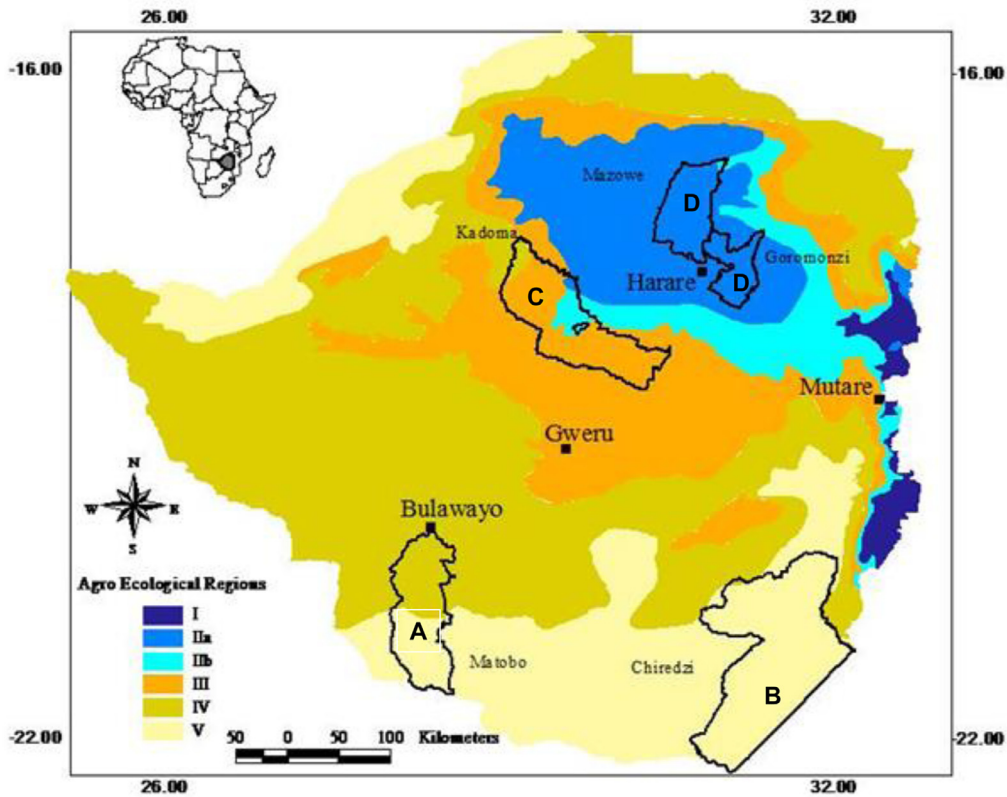 26.00
32.00
-16.00
-16.00
Mazowe
D
Kadoma
Goromonzi
Harare
D
C
Mutare
Gweru
N
W
E
S
Bulawayo
Agro Ecological Regions
I
IIa
IIb
III
IV
V
A
Matobo
Chiredzi
B
50 0 50 100 Kilometers
-22.00
-22.00
26.00
32.00